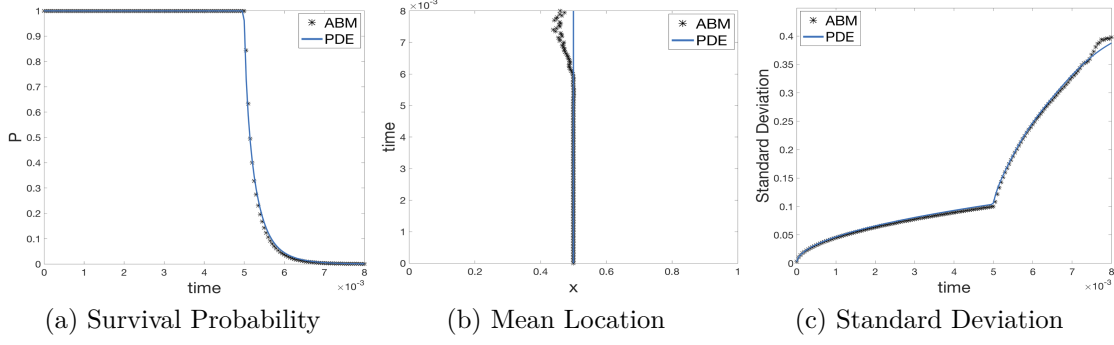 P
1
0.9
0.8
0.7
0.6
0.5
0.4
0.3
0.2
0.1
0
0 1 2 3 4 5 6 7 8
time
×10⁻³
ABM
PDE
(a) Survival Probability
time
×10⁻³
8
7
6
5
4
3
2
1
0
0 0.2 0.4 0.6 0.8 1
x
ABM
PDE
(b) Mean Location
Standard Deviation
0.4
0.35
0.3
0.25
0.2
0.15
0.1
0.05
0
0 1 2 3 4 5 6 7 8
time
×10⁻³
ABM
PDE
(c) Standard Deviation